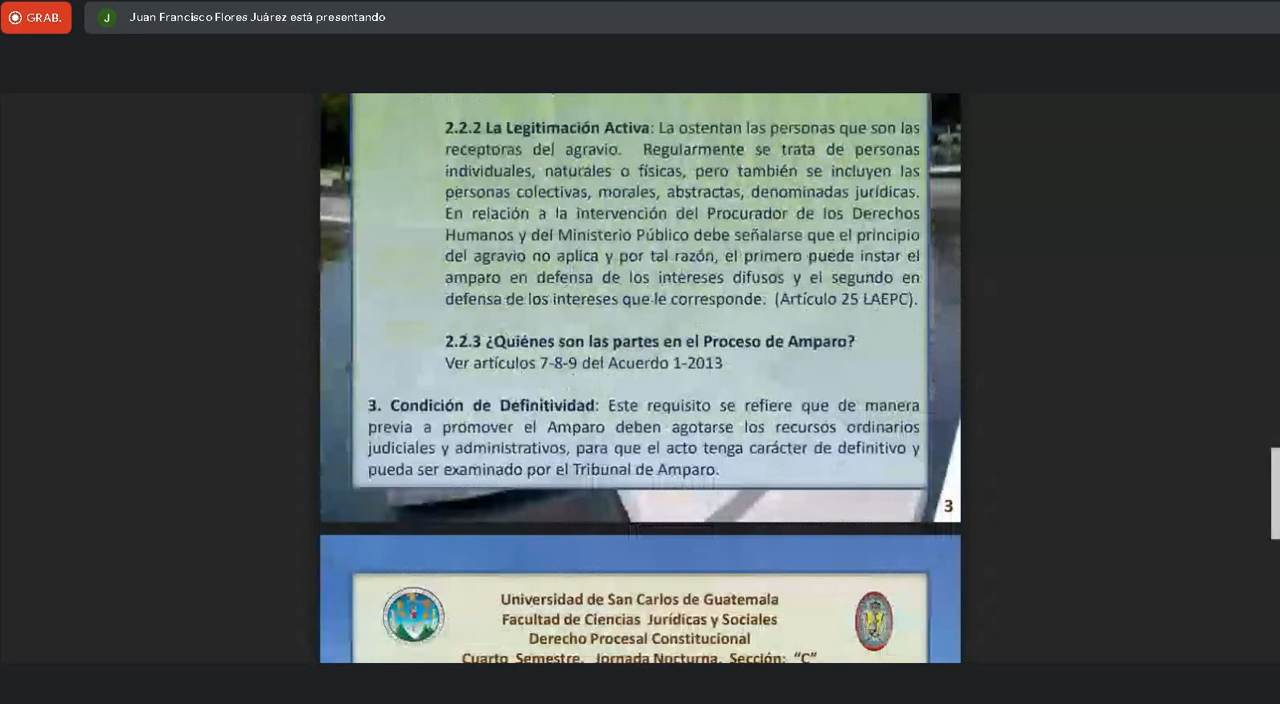 GRAB.
J
Juan Francisco Flores Juárez está presentando
2.2.2 La Legitimación Activa: La ostentan las personas que son las
receptoras del agravio. Regularmente se trata de personas
individuales, naturales o físicas, pero también se incluyen las
personas colectivas, morales, abstractas, denominadas jurídicas.
En relación a la intervención del Procurador de los Derechos
Humanos y del Ministerio Público debe señalarse que el principio
del agravio no aplica y por tal razón, el primero puede instar el
amparo en defensa de los intereses difusos y el segundo en
defensa de los intereses que le corresponde. (Artículo 25 LAEPC).
2.2.3 ¿Quiénes son las partes en el Proceso de Amparo?
Ver artículos 7-8-9 del Acuerdo 1-2013
3. Condición de Definitividad: Este requisito se refiere que de manera
previa a promover el Amparo deben agotarse los recursos ordinarios
judiciales y administrativos, para que el acto tenga carácter de definitivo y
pueda ser examinado por el Tribunal de Amparo.
3
Universidad de San Carlos de Guatemala
Facultad de Ciencias Jurídicas y Sociales
Derecho Procesal Constitucional
Cuarto Semestre. Jornada Nocturna. Sección: “C”